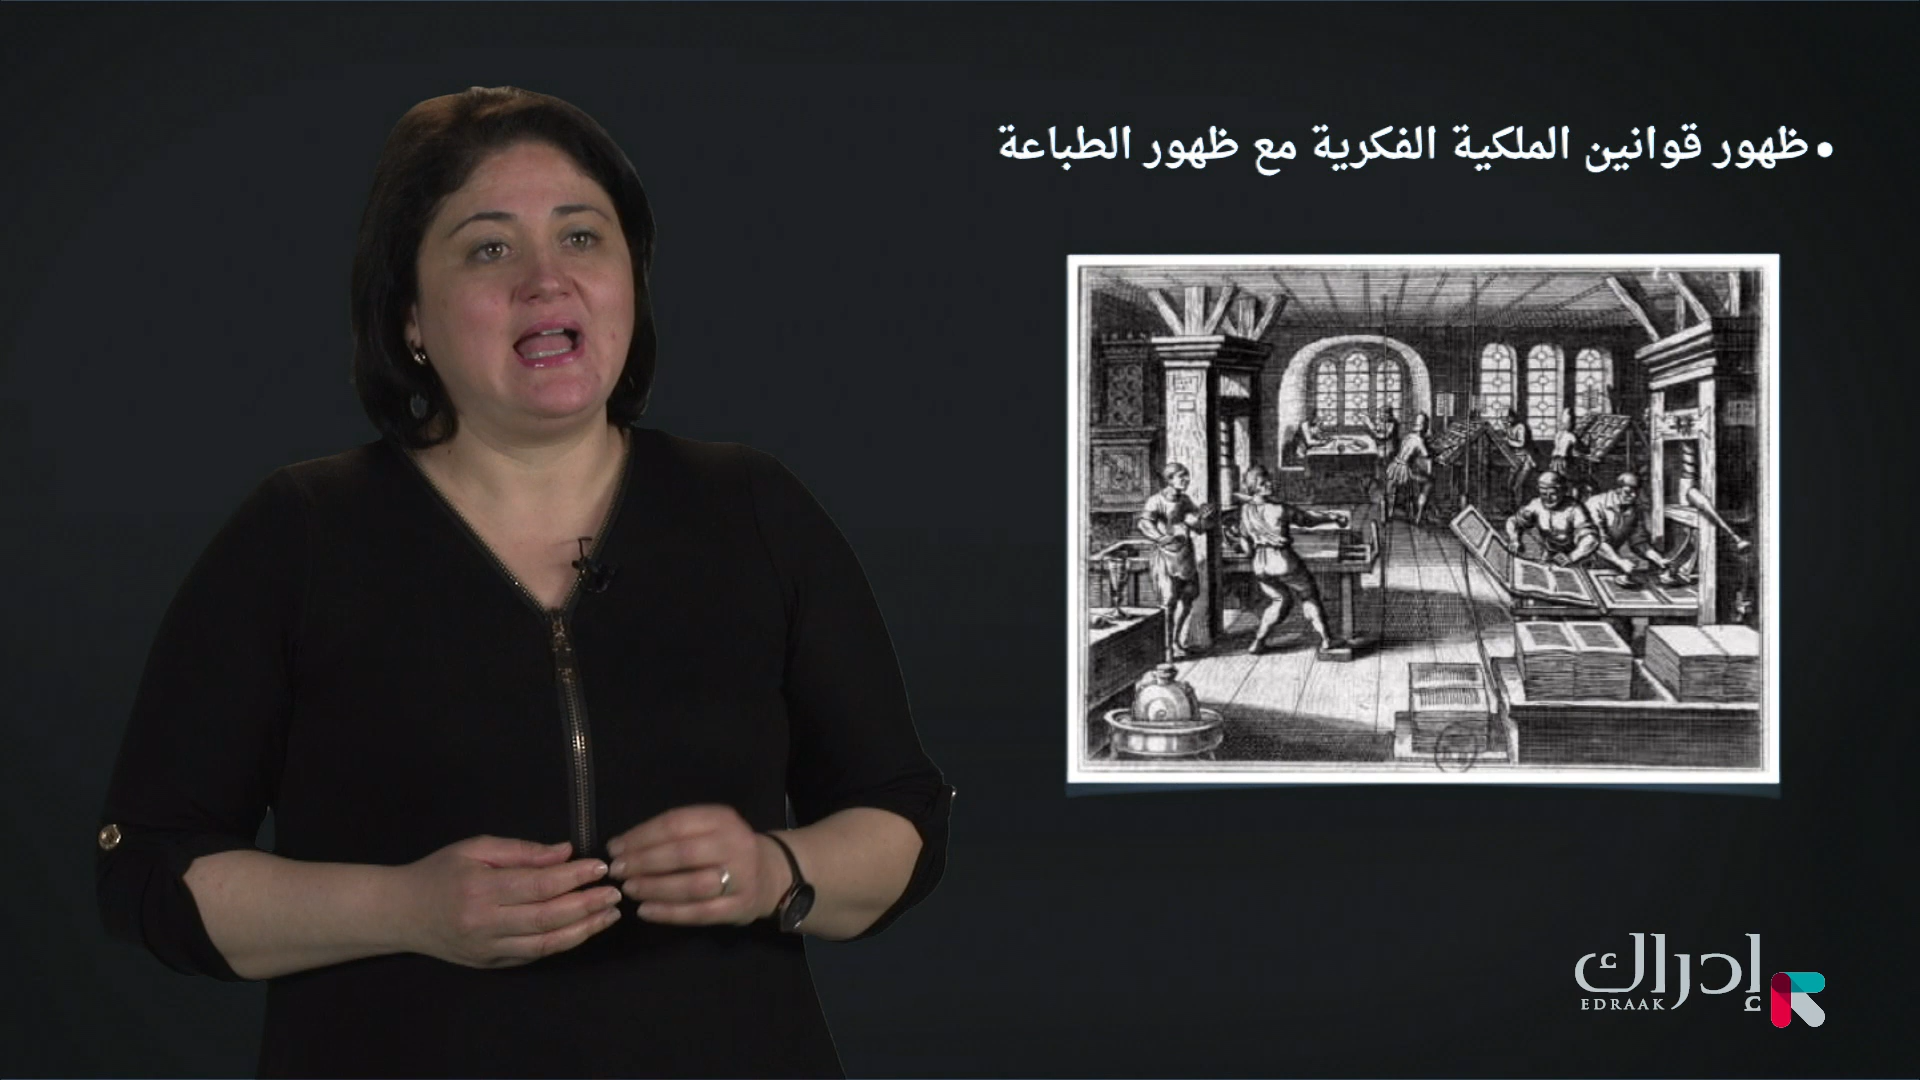 • ظهور قوانين الملكية الفكرية مع ظهور الطباعة
إدراك
EDRAAK